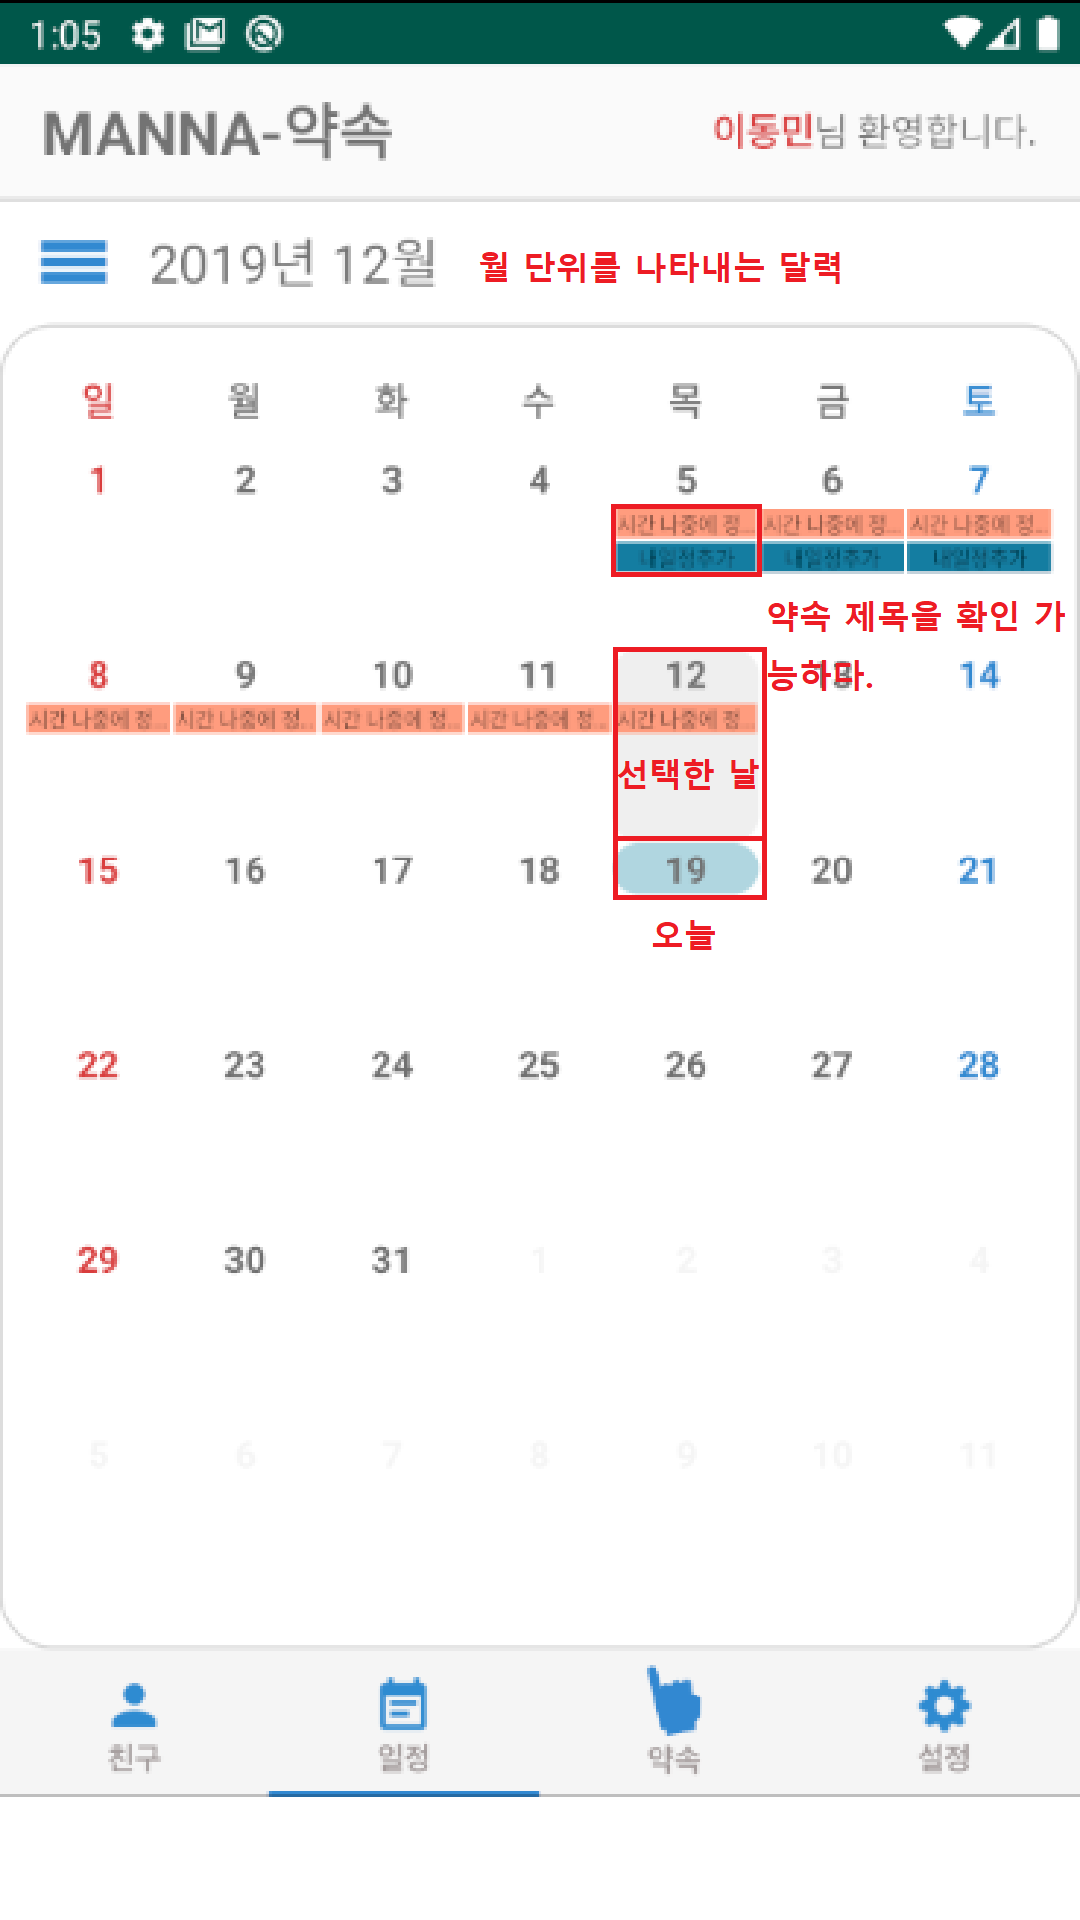 1:05
MANNA-약속
이동민님 환영합니다.
2019년 12월
월 단위를 나타내는 달력
일 월 화 수 목 금 토
1 2 3 4 5 6 7
시간 나중에 정... 시간 나중에 정... 시간 나중에 정...
내일정추가 내일정추가 내일정추가
약속 제목을 확인 가
능하다.
8 9 10 11 12 13 14
시간 나중에 정... 시간 나중에 정... 시간 나중에 정... 시간 나중에 정... 시간 나중에 정...
선택한 날
15 16 17 18 19 20 21
오늘
22 23 24 25 26 27 28
29 30 31 1 2 3 4
5 6 7 8 9 10 11
친구 일정 약속 설정